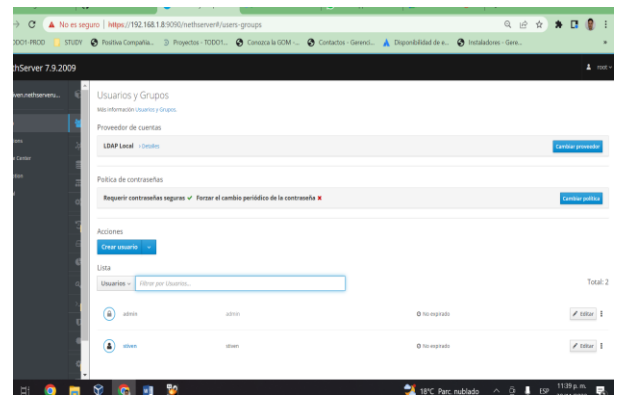 No es seguro | https://192.168.1.8:9090/nethserver#/users-groups
STUDY Positiva Compañia... Proyectos - TODO1... Conozca la GOM -... Contactos - Gerenci... Disponibilidad de e... Instaladores - Gere...
thServer 7.9.2009 root
Usuarios y Grupos
Más información Usuarios y Grupos.
Proveedor de cuentas
LDAP Local Detalles Cambiar proveedor
Política de contraseñas
Requerir contraseñas seguras ✔ Forzar el cambio periódico de la contraseña ✖ Cambiar política
Acciones
Crear usuario
Lista
Usuarios Filtrar por Usuarios... Total: 2
admin admin No expirado Editar
stiven stiven No expirado Editar
18°C Parc. nublado ESP 11:39 p. m.